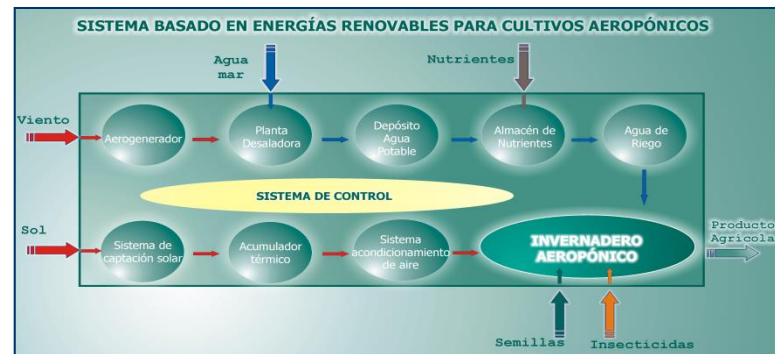 SISTEMA BASADO EN ENERGÍAS RENOVABLES PARA CULTIVOS AEROPÓNICOS
Agua
mar
Nutrientes
Viento
Aerogenerador
Planta
Desaladora
Depósito
Agua
Potable
Almacén de
Nutrientes
Agua de
Riego
SISTEMA DE CONTROL
Sol
Sistema de
captación solar
Acumulador
térmico
Sistema
acondicionamiento
de aire
INVERNADERO
AEROPÓNICO
Producto
Agrícola
Semillas
Insecticidas